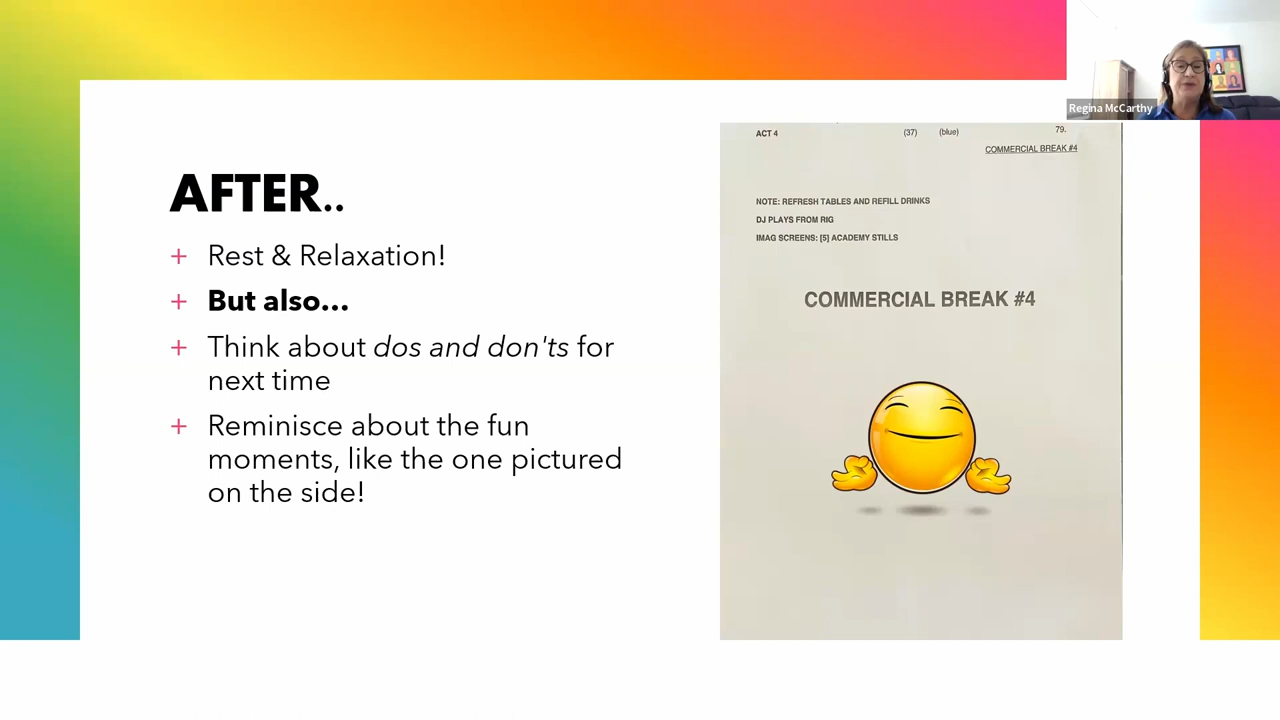 Regina McCarthy
AFTER..
+ Rest & Relaxation!
+ But also...
+ Think about dos and don'ts for
next time
+ Reminisce about the fun
moments, like the one pictured
on the side!
ACT 4 (37) (blue) 79.
COMMERCIAL BREAK #4
NOTE: REFRESH TABLES AND REFILL DRINKS
DJ PLAYS FROM RIG
IMAG SCREENS: [5] ACADEMY STILLS
COMMERCIAL BREAK #4